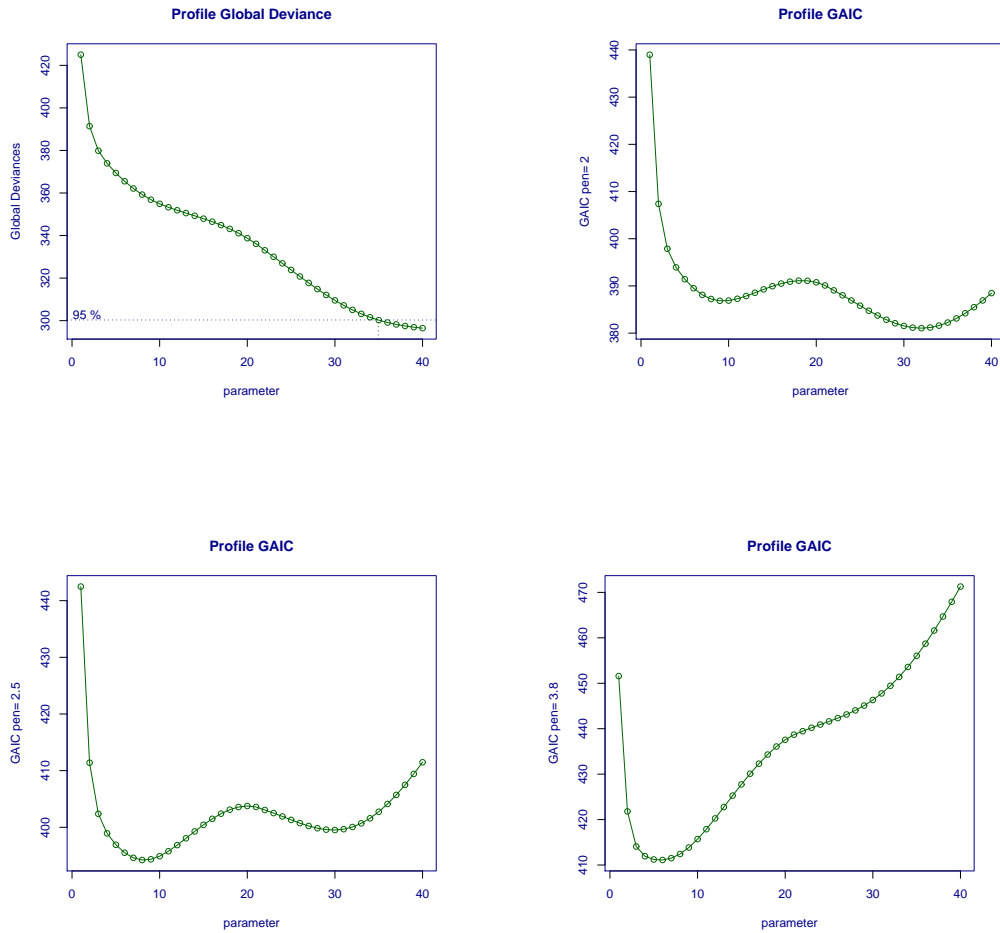 Profile Global Deviance
Global Deviances
420
400
380
360
340
320
300
95 %
0 10 20 30 40
parameter
Profile GAIC
GAIC pen= 2
440
430
420
410
400
390
380
0 10 20 30 40
parameter
Profile GAIC
GAIC pen= 2.5
440
430
420
410
400
0 10 20 30 40
parameter
Profile GAIC
GAIC pen= 3.8
470
460
450
440
430
420
410
0 10 20 30 40
parameter